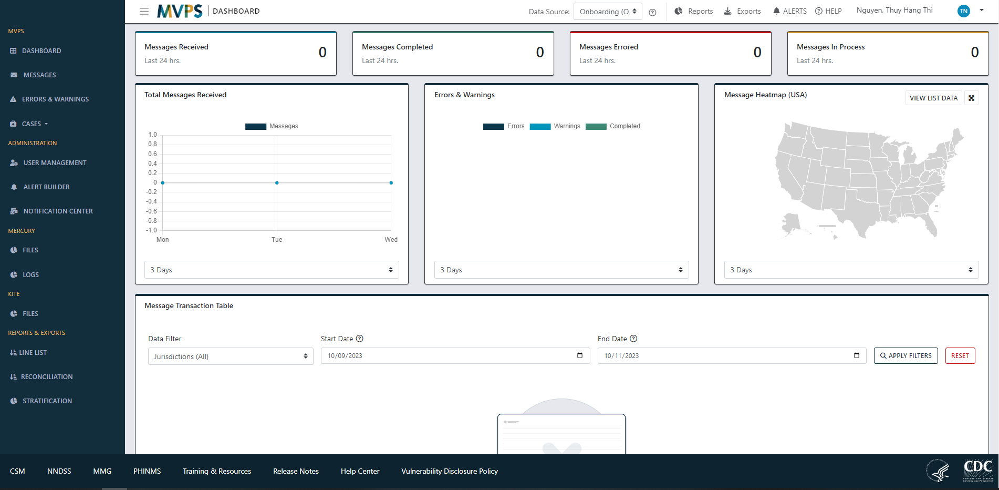 MVPS
DASHBOARD
MESSAGES
ERRORS & WARNINGS
CASES
ADMINISTRATION
USER MANAGEMENT
ALERT BUILDER
NOTIFICATION CENTER
MERCURY
FILES
LOGS
KITE
FILES
REPORTS & EXPORTS
LINE LIST
RECONCILIATION
STRATIFICATION
MVPS DASHBOARD
Data Source: Onboarding (O
Reports Exports ALERTS HELP Nguyen, Thuy Hang Thi TN
Messages Received
Last 24 hrs.
0
Messages Completed
Last 24 hrs.
0
Messages Errored
Last 24 hrs.
0
Messages In Process
Last 24 hrs.
0
Total Messages Received
Messages
1.0
0.8
0.6
0.4
0.2
0
-0.2
-0.4
-0.6
-0.8
-1.0
Mon Tue Wed
3 Days
Errors & Warnings
Errors Warnings Completed
3 Days
Message Heatmap (USA)
VIEW LIST DATA
3 Days
Message Transaction Table
Data Filter Start Date End Date
Jurisdictions (All) 10/09/2023 10/11/2023 APPLY FILTERS RESET
CSM NNDSS MMG PHINMS Training & Resources Release Notes Help Center Vulnerability Disclosure Policy
CDC
CENTERS FOR DISEASE
CONTROL AND PREVENTION